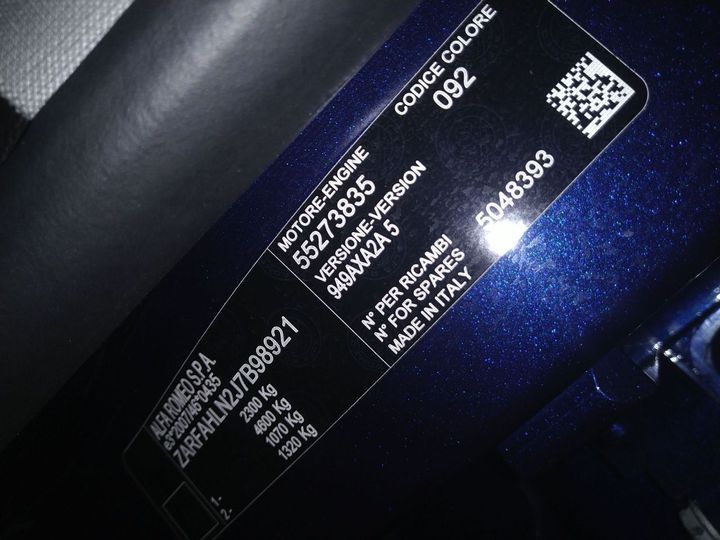 ALFA ROMEO S.P.A.
e3*2007/46*0435
ZARFAHLN2J7B98921
2300 Kg
4600 Kg
1- 1070 Kg
2- 1320 Kg
MOTORE-ENGINE
55273835
VERSIONE-VERSION
949AXA2A 5
CODICE COLORE
092
N° PER RICAMBI
N° FOR SPARES
MADE IN ITALY
5048393